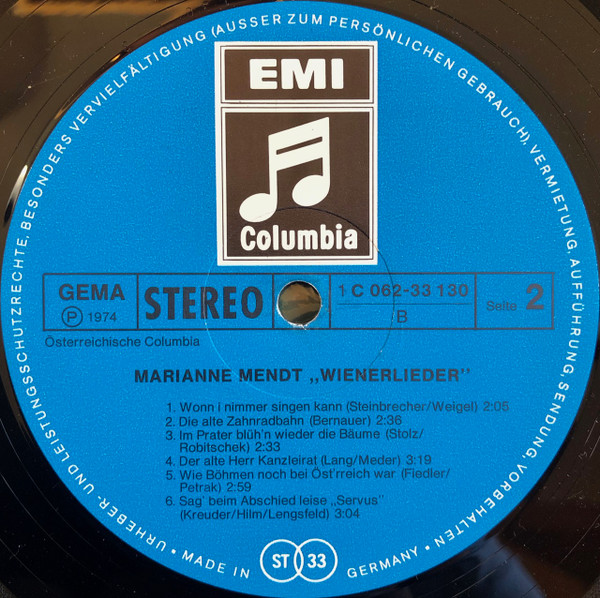 URHEBER- UND LEISTUNGSSCHUTZRECHTE, BESONDERS VERVIELFÄLTIGUNG (AUSSER ZUM PERSÖNLICHEN GEBRAUCH), VERMIETUNG, AUFFÜHRUNG, SENDUNG, VORBEHALTEN
EMI
Columbia
GEMA
Ⓟ 1974
STEREO
1 C 062-33 130
B
Seite 2
Österreichische Columbia
MARIANNE MENDT „WIENERLIEDER"
1. Wonn i nimmer singen kann (Steinbrecher/Weigel) 2:05
2. Die alte Zahnradbahn (Bernauer) 2:36
3. Im Prater blüh'n wieder die Bäume (Stolz/
Robitschek) 2:33
4. Der alte Herr Kanzleirat (Lang/Meder) 3:19
5. Wie Böhmen noch bei Öst'rreich war (Fiedler/
Petrak) 2:59
6. Sag' beim Abschied leise „Servus"
(Kreuder/Hilm/Lengsfeld) 3:04
• MADE IN GERMANY •
ST 33